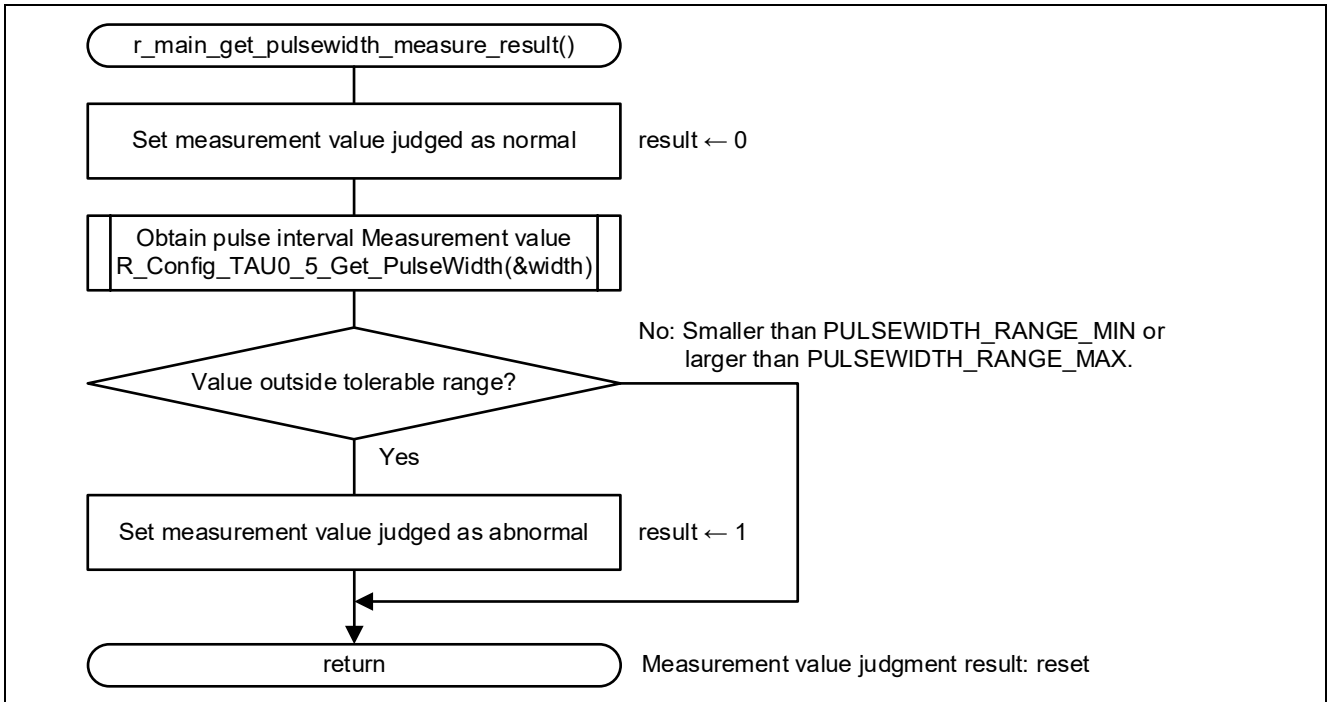 r_main_get_pulsewidth_measure_result()
Set measurement value judged as normal
result ← 0
Obtain pulse interval Measurement value
R_Config_TAU0_5_Get_PulseWidth(&width)
No: Smaller than PULSEWIDTH_RANGE_MIN or
larger than PULSEWIDTH_RANGE_MAX.
Value outside tolerable range?
Yes
Set measurement value judged as abnormal
result ← 1
return
Measurement value judgment result: reset